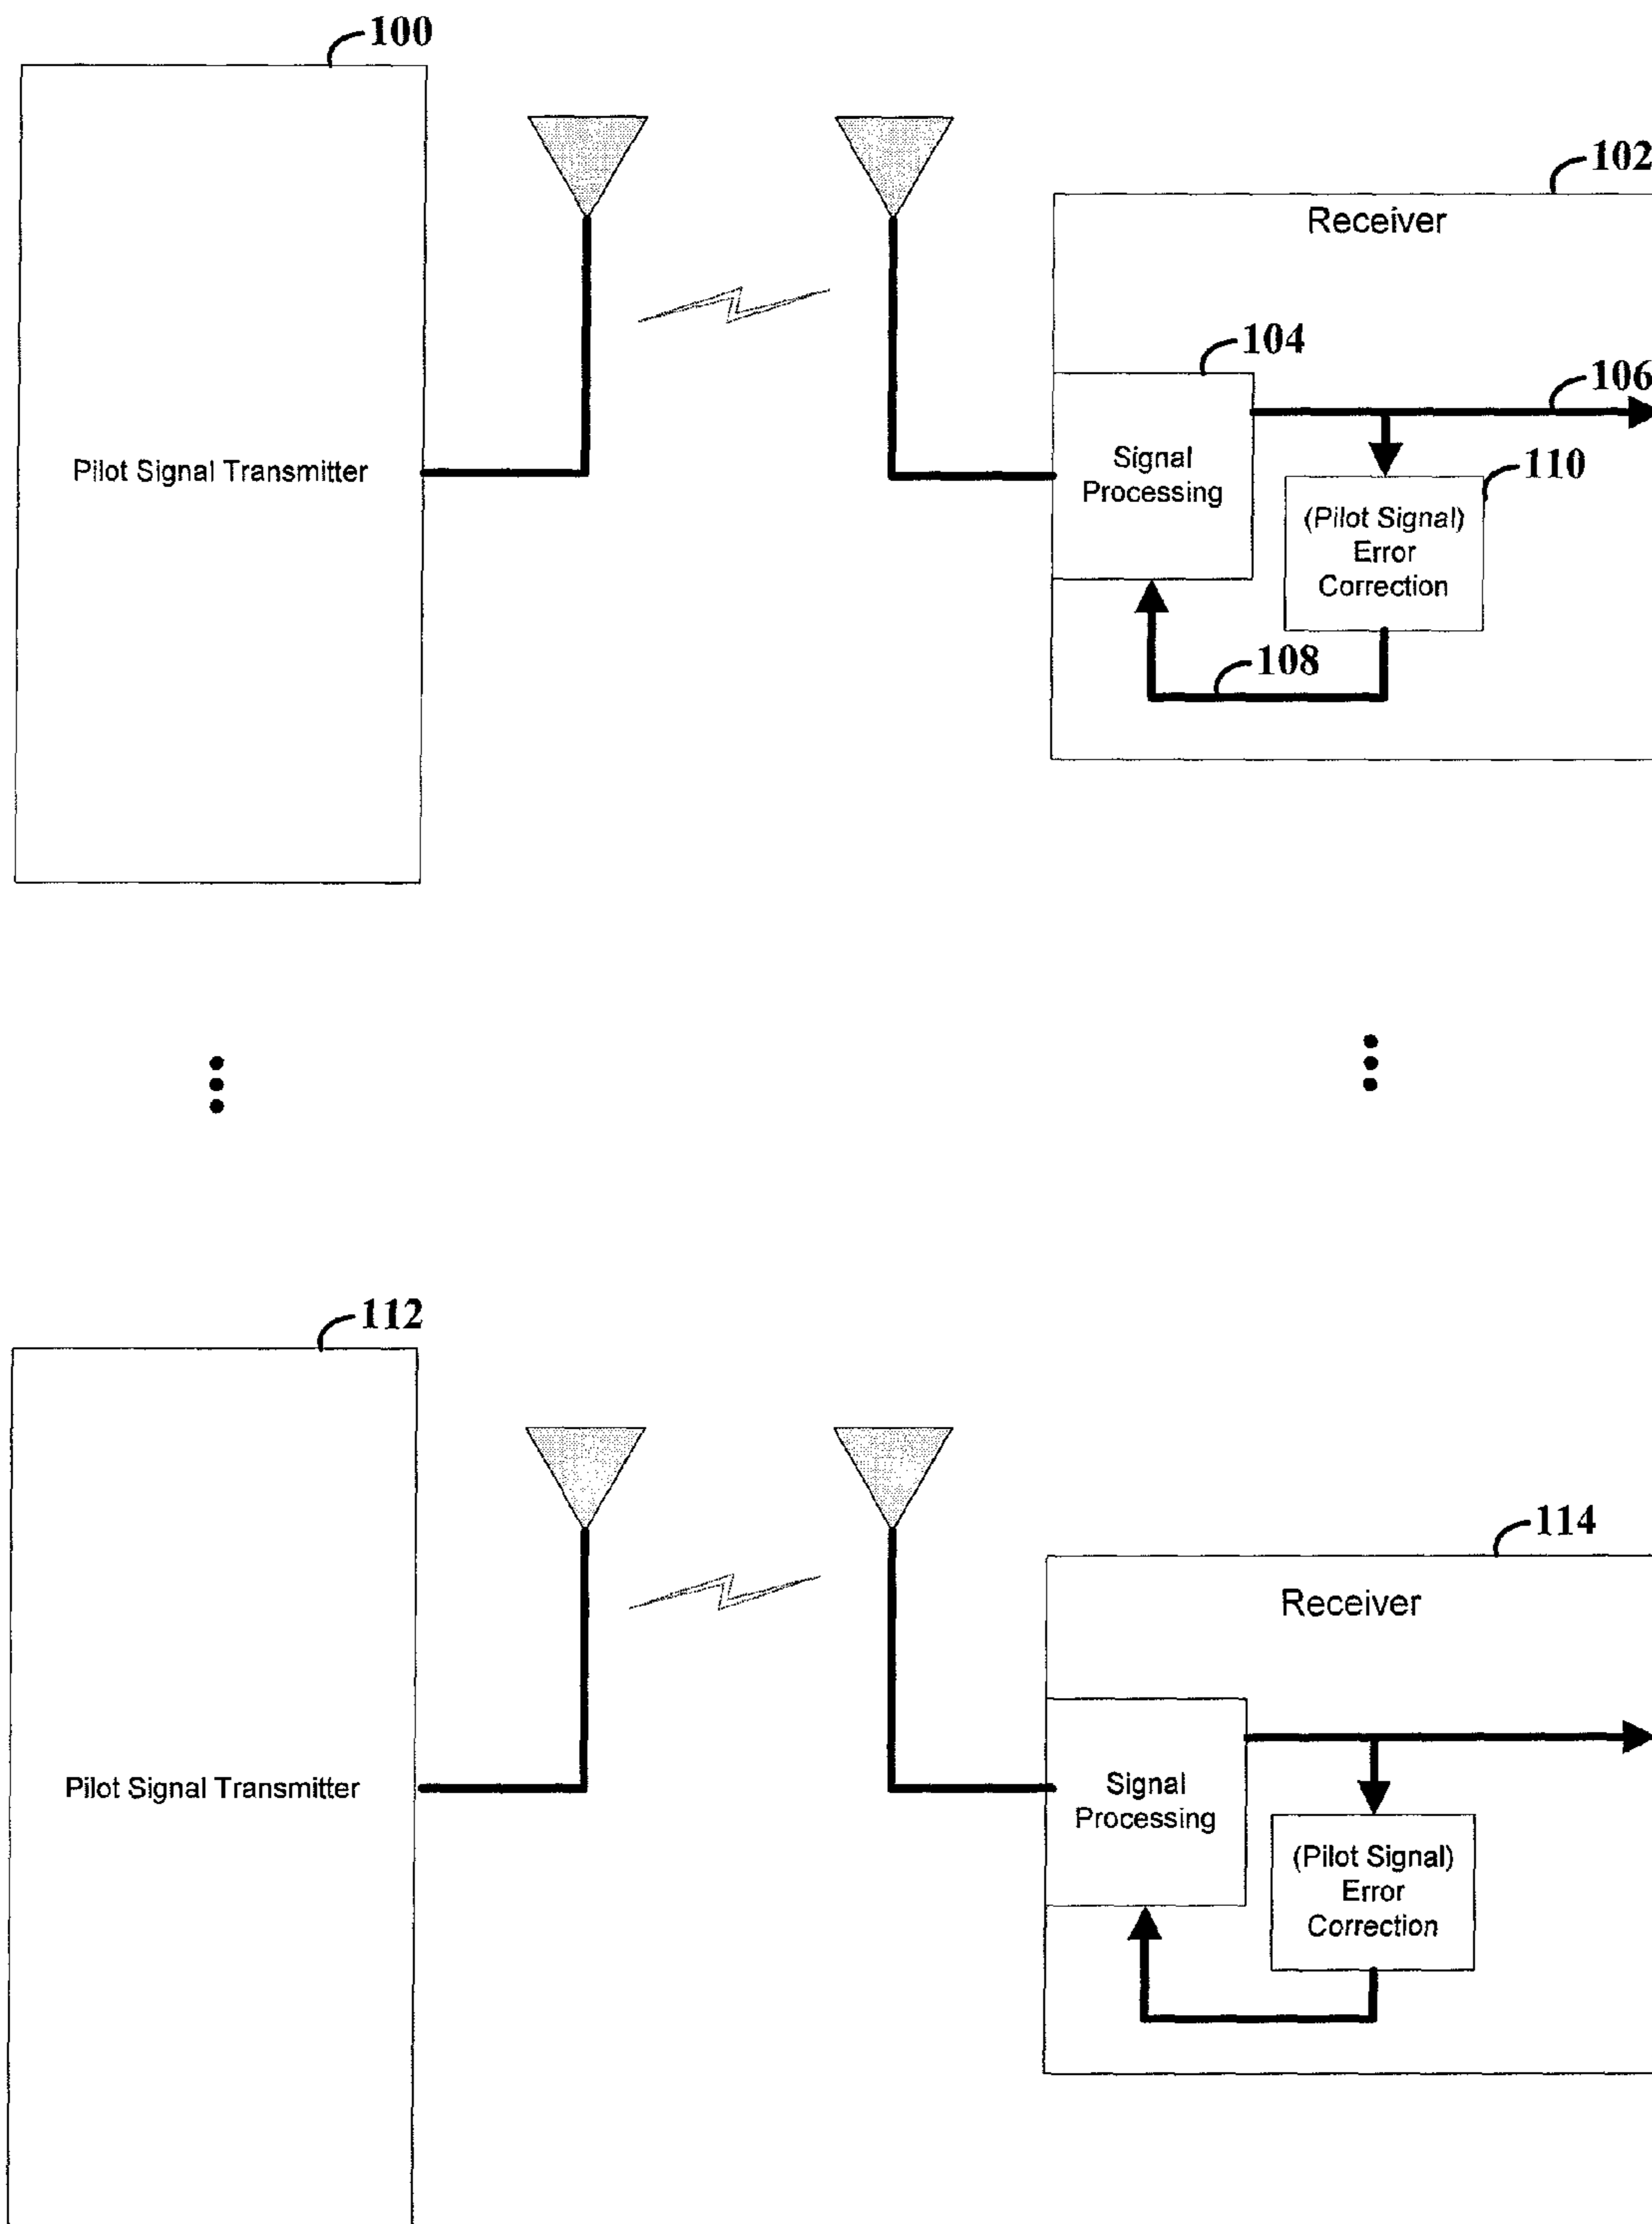 100
102
Receiver
104
106
Pilot Signal Transmitter
Signal
Processing
110
(Pilot Signal)
Error
Correction
108
112
114
Receiver
Pilot Signal Transmitter
Signal
Processing
(Pilot Signal)
Error
Correction